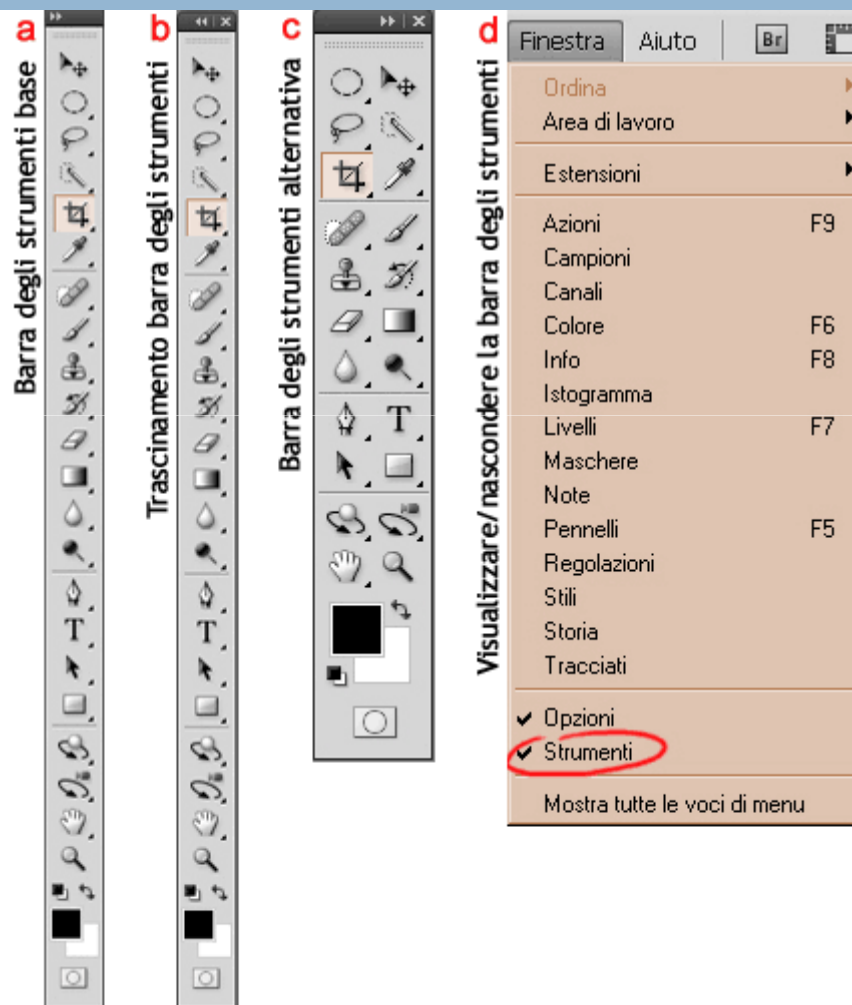 a
Barra degli strumenti base
b
Trascinamento barra degli strumenti
c
Barra degli strumenti alternativa
T
T
T
d
Visualizzare/nascondere la barra degli strumenti
Finestra Aiuto Br
Ordina
Area di lavoro
Estensioni
Azioni F9
Campioni
Canali
Colore F6
Info F8
Istogramma
Livelli F7
Maschere
Note
Pennelli F5
Regolazioni
Stili
Storia
Tracciati
Opzioni
Strumenti
Mostra tutte le voci di menu